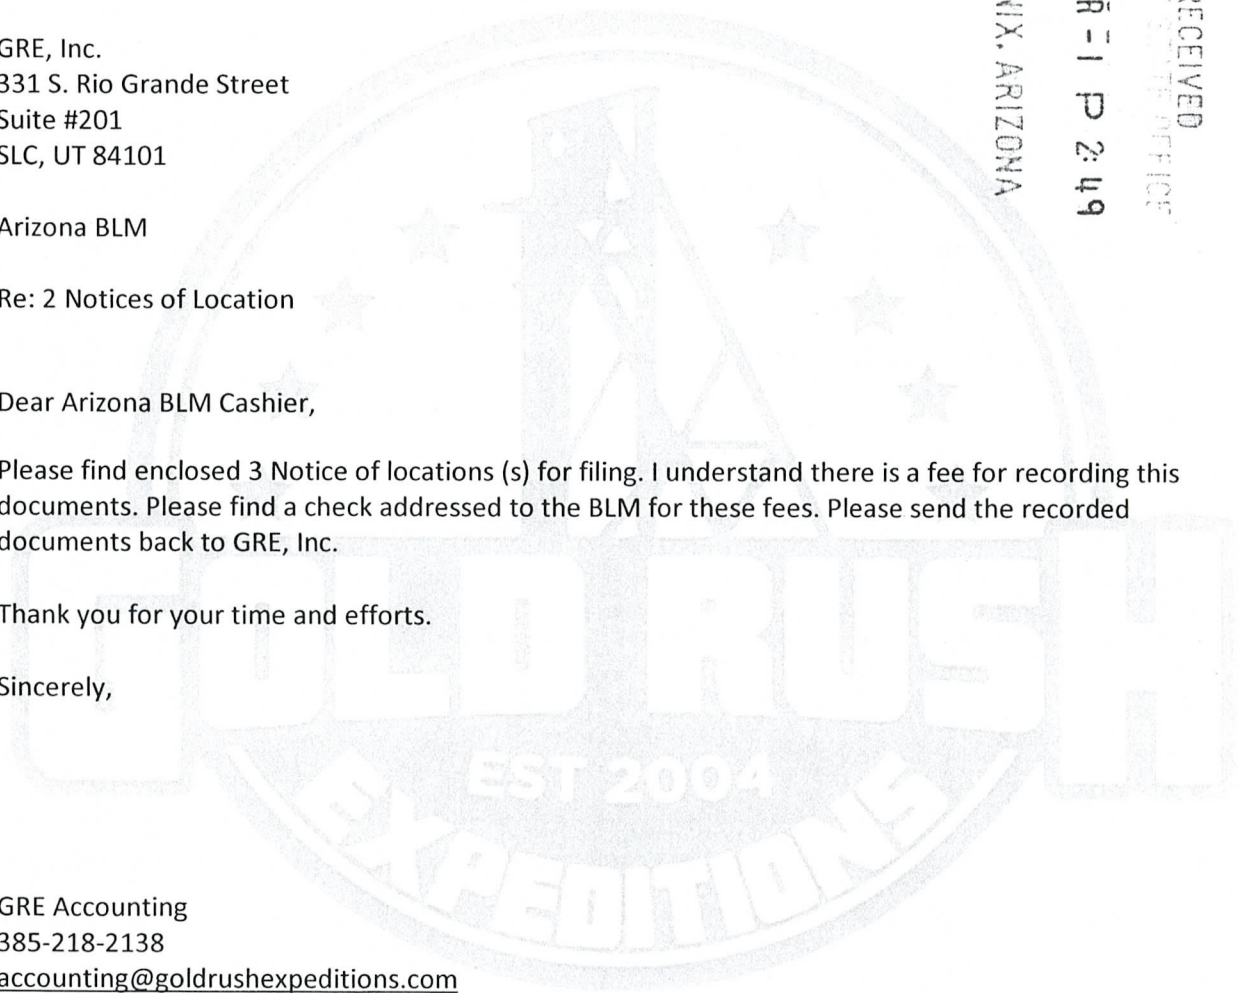 GRE, Inc.
331 S. Rio Grande Street
Suite #201
SLC, UT 84101
Arizona BLM
Re: 2 Notices of Location
Dear Arizona BLM Cashier,
Please find enclosed 3 Notice of locations (s) for filing. I understand there is a fee for recording this
documents. Please find a check addressed to the BLM for these fees. Please send the recorded
documents back to GRE, Inc.
Thank you for your time and efforts.
Sincerely,
GRE Accounting
385-218-2138
accounting@goldrushexpeditions.com
RECEIVED
OFFICE
P 2:49
NIX, ARIZONA
GOLD RUSH
EST 2004
EXPEDITIONS